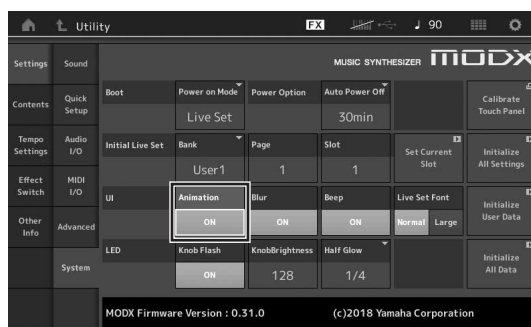 Utility
FX
90
MUSIC SYNTHESIZER MODX
Settings
Sound
Contents
Quick Setup
Tempo Settings
Audio I/O
Effect Switch
MIDI I/O
Other Info
Advanced
System
Boot
Power on Mode
Live Set
Power Option
Auto Power Off
30min
Calibrate
Touch Panel
Initial Live Set
Bank
User1
Page
1
Slot
1
Set Current
Slot
Initialize
All Settings
UI
Animation
ON
Blur
ON
Beep
ON
Live Set Font
Normal Large
Initialize
User Data
LED
Knob Flash
ON
KnobBrightness
128
Half Glow
1/4
Initialize
All Data
MODX Firmware Version : 0.31.0
(c)2018 Yamaha Corporation